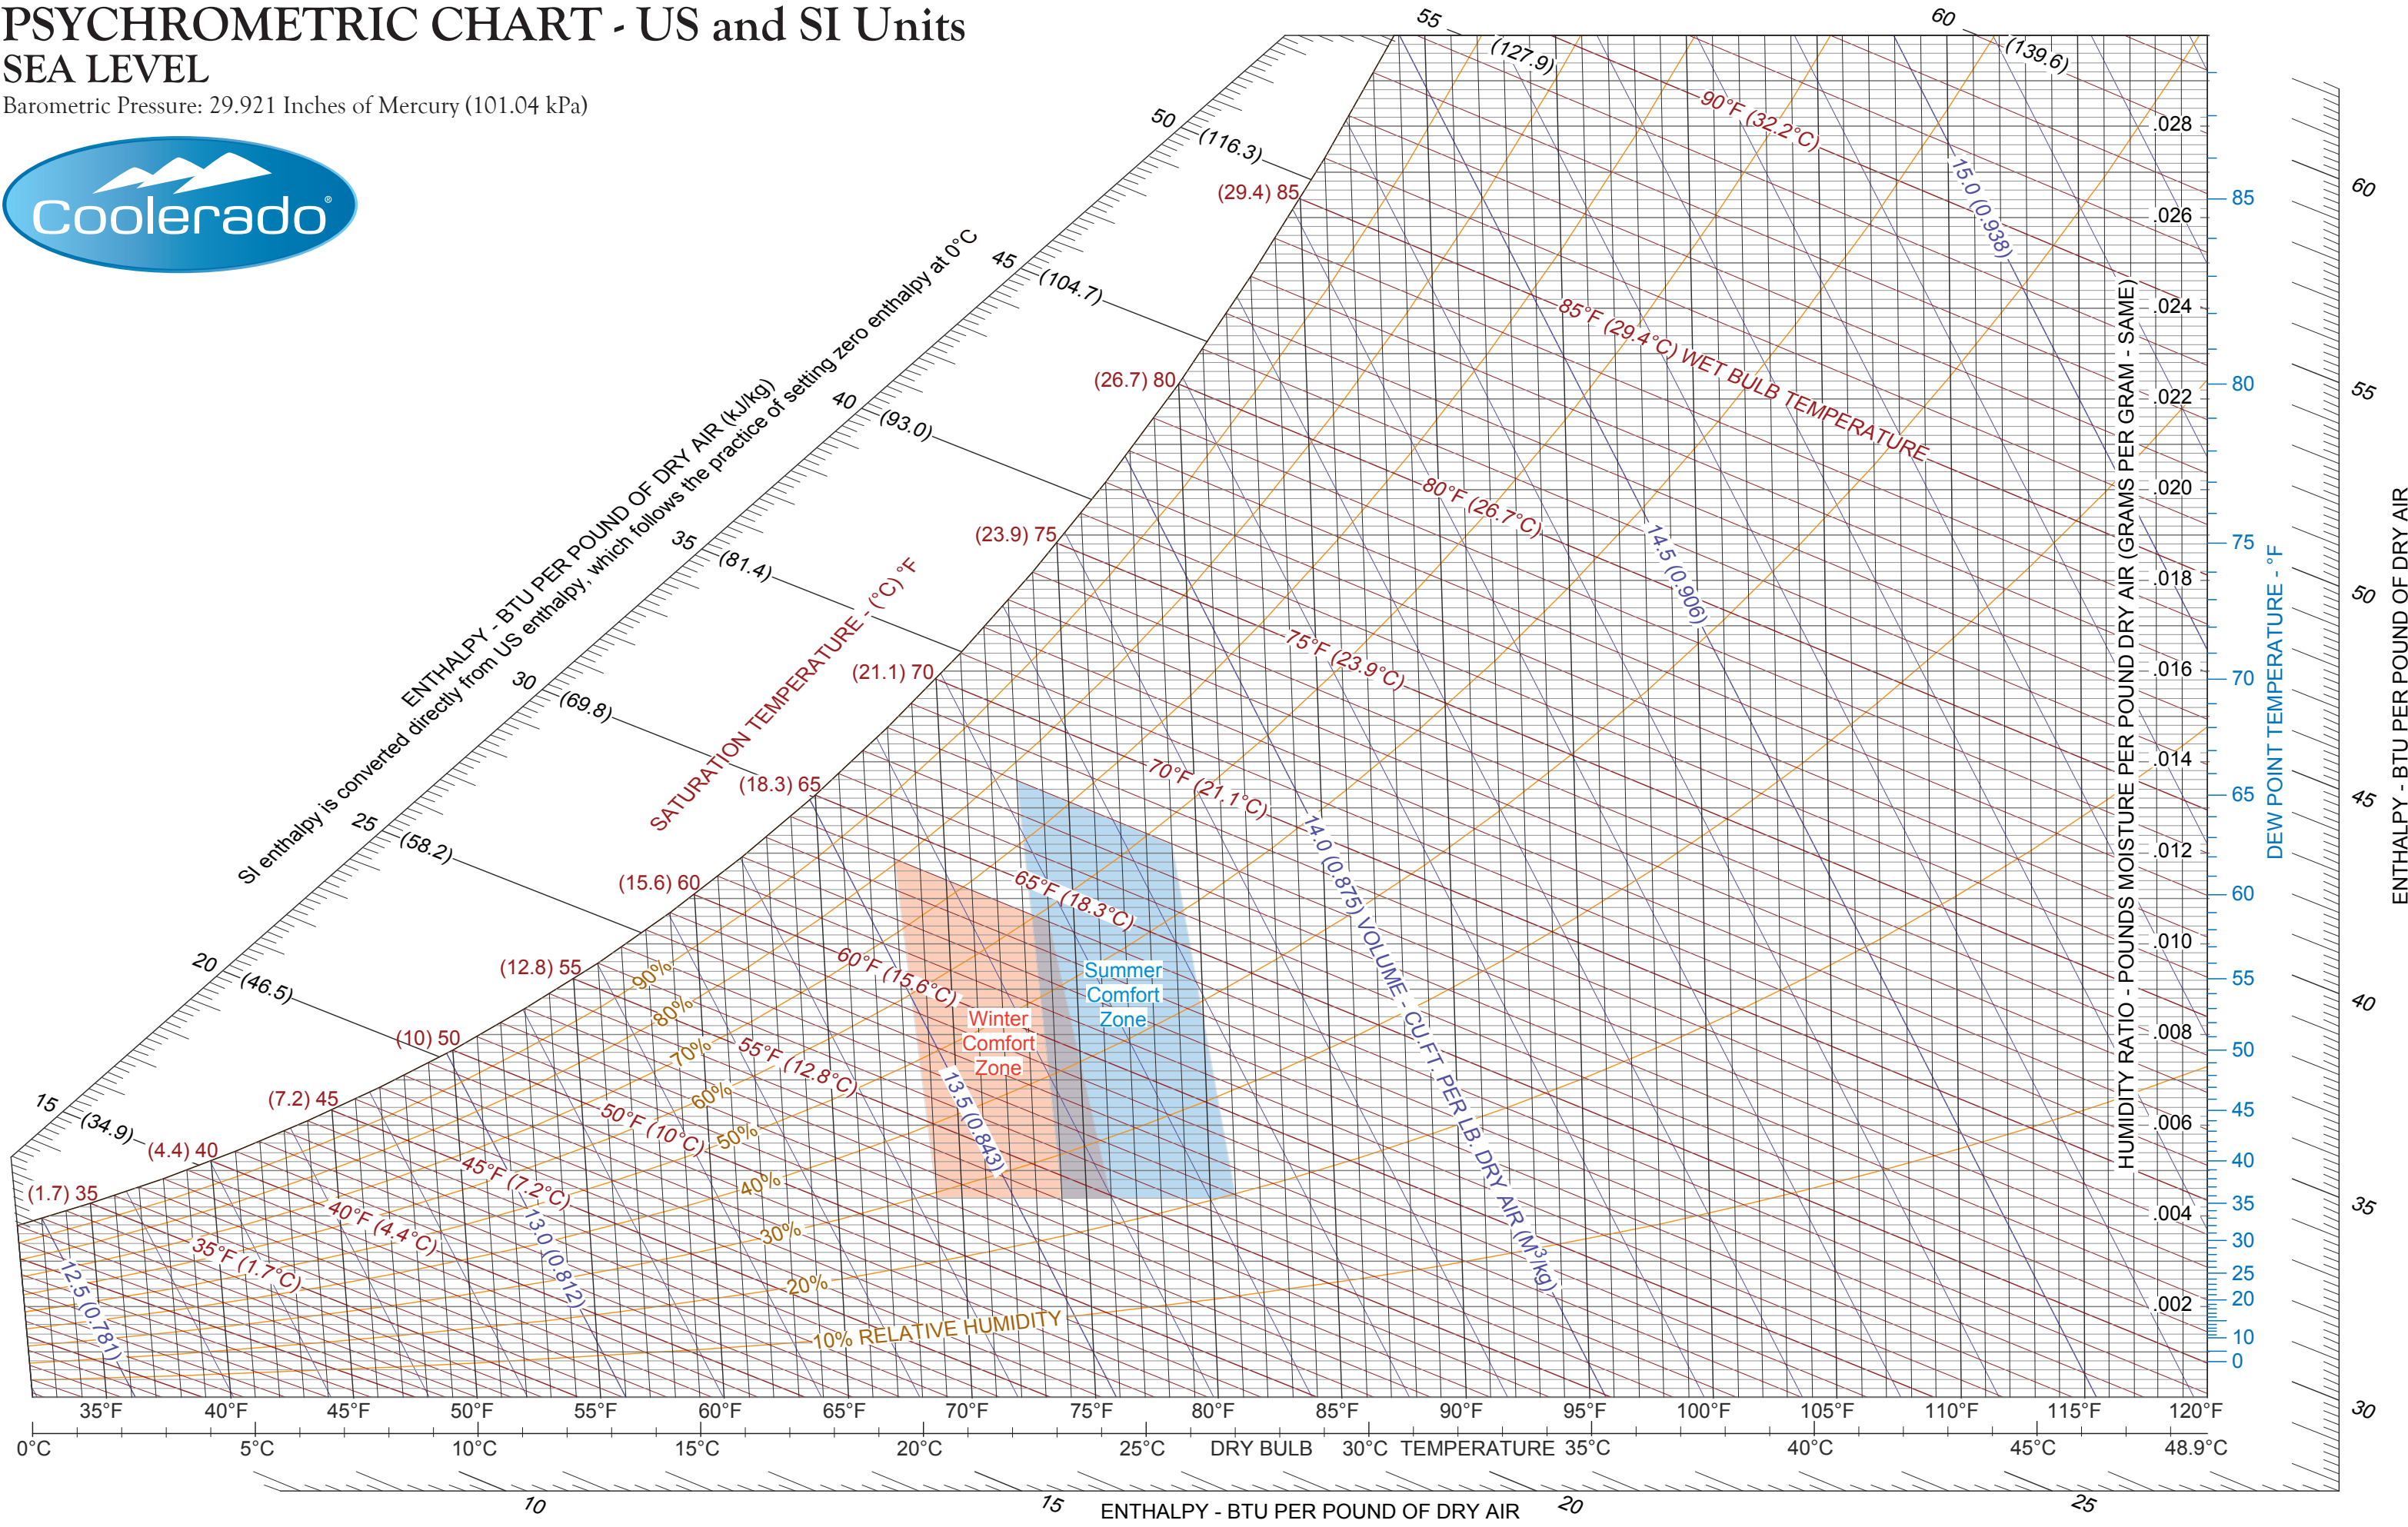 PSYCHROMETRIC CHART - US and SI Units
SEA LEVEL
Barometric Pressure: 29.921 Inches of Mercury (101.04 kPa)
Coolerado®
ENTHALPY - BTU PER POUND OF DRY AIR (kJ/kg)
SI enthalpy is converted directly from US enthalpy, which follows the practice of setting zero enthalpy at 0°C
15 (34.9)
20 (46.5)
25 (58.2)
30 (69.8)
35 (81.4)
40 (93.0)
45 (104.7)
50 (116.3)
55 (127.9)
60 (139.6)
SATURATION TEMPERATURE - (°C) °F
(1.7) 35
(4.4) 40
(7.2) 45
(10) 50
(12.8) 55
(15.6) 60
(18.3) 65
(21.1) 70
(23.9) 75
(26.7) 80
(29.4) 85
90°F (32.2°C)
85°F (29.4°C) WET BULB TEMPERATURE
80°F (26.7°C)
75°F (23.9°C)
70°F (21.1°C)
65°F (18.3°C)
60°F (15.6°C)
55°F (12.8°C)
50°F (10°C)
45°F (7.2°C)
40°F (4.4°C)
35°F (1.7°C)
12.5 (0.781)
13.0 (0.812)
13.5 (0.843)
14.0 (0.875) VOLUME - CU.FT. PER LB. DRY AIR (M³/kg)
14.5 (0.906)
15.0 (0.938)
90%
80%
70%
60%
50%
40%
30%
20%
10% RELATIVE HUMIDITY
Winter
Comfort
Zone
Summer
Comfort
Zone
.028
.026
.024
.022
.020
.018
.016
.014
.012
.010
.008
.006
.004
.002
HUMIDITY RATIO - POUNDS MOISTURE PER POUND DRY AIR (GRAMS PER GRAM - SAME)
85
80
75
70
65
60
55
50
45
40
35
30
25
20
10
0
DEW POINT TEMPERATURE - °F
60
55
50
45
40
35
30
ENTHALPY - BTU PER POUND OF DRY AIR
35°F 40°F 45°F 50°F 55°F 60°F 65°F 70°F 75°F 80°F 85°F 90°F 95°F 100°F 105°F 110°F 115°F 120°F
0°C 5°C 10°C 15°C 20°C 25°C DRY BULB 30°C TEMPERATURE 35°C 40°C 45°C 48.9°C
10 15 20 25
ENTHALPY - BTU PER POUND OF DRY AIR